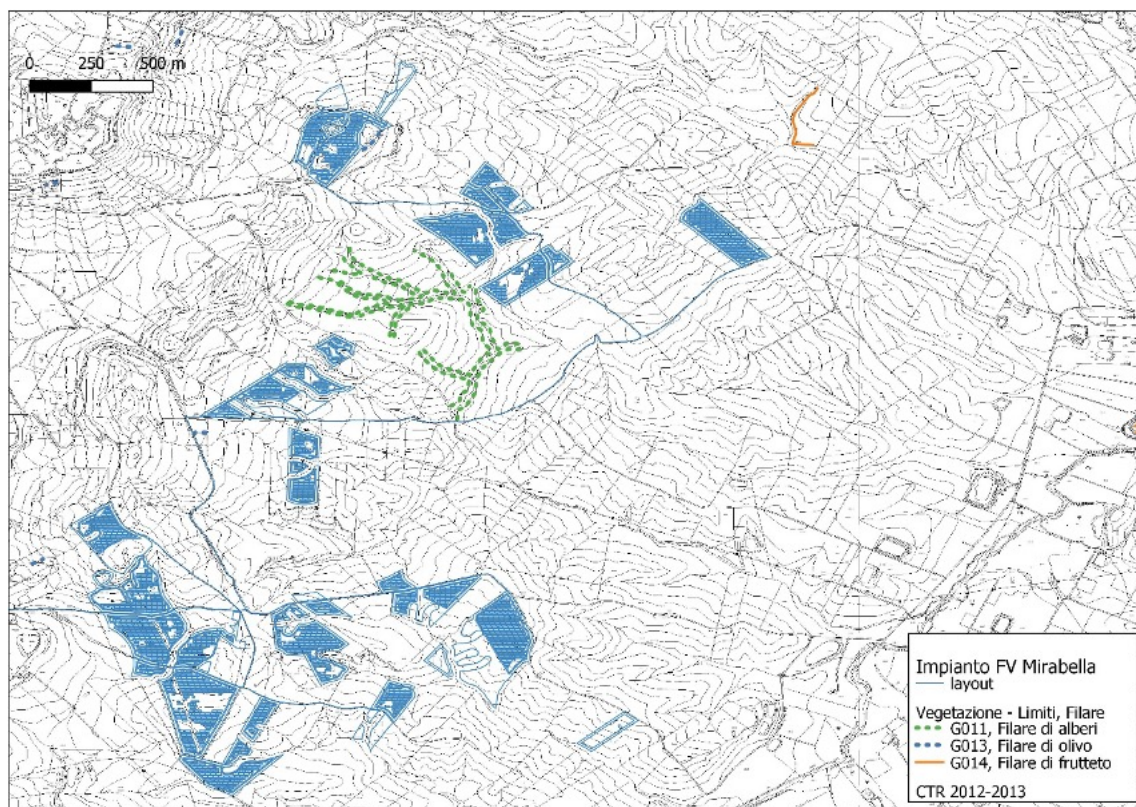 0 250 500 m
Impianto FV Mirabella
layout
Vegetazione - Limiti, Filare
G011, Filare di alberi
G013, Filare di olivo
G014, Filare di frutteto
CTR 2012-2013